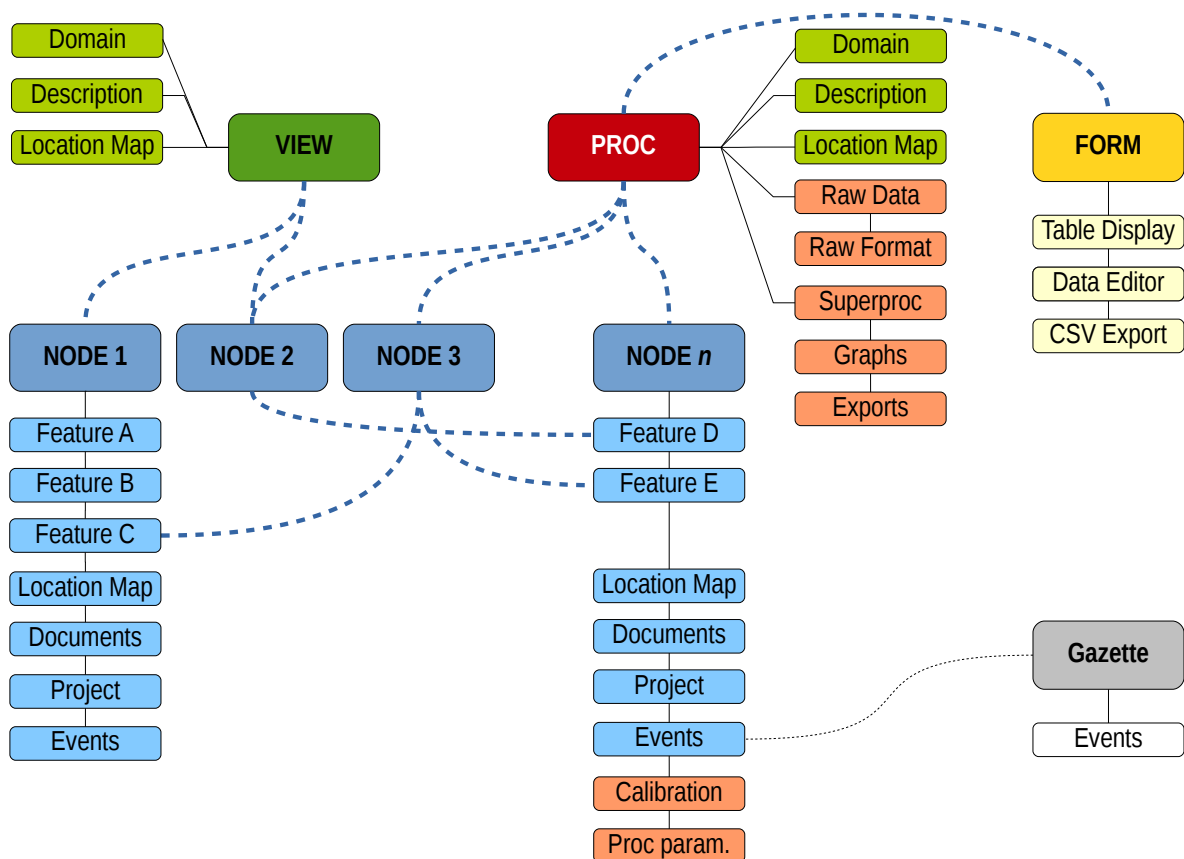 Domain
Description
Location Map
VIEW
PROC
Domain
Description
Location Map
Raw Data
Raw Format
Superproc
Graphs
Exports
FORM
Table Display
Data Editor
CSV Export
NODE 1
NODE 2
NODE 3
NODE n
Feature A
Feature B
Feature C
Location Map
Documents
Project
Events
Feature D
Feature E
Location Map
Documents
Project
Events
Calibration
Proc param.
Gazette
Events